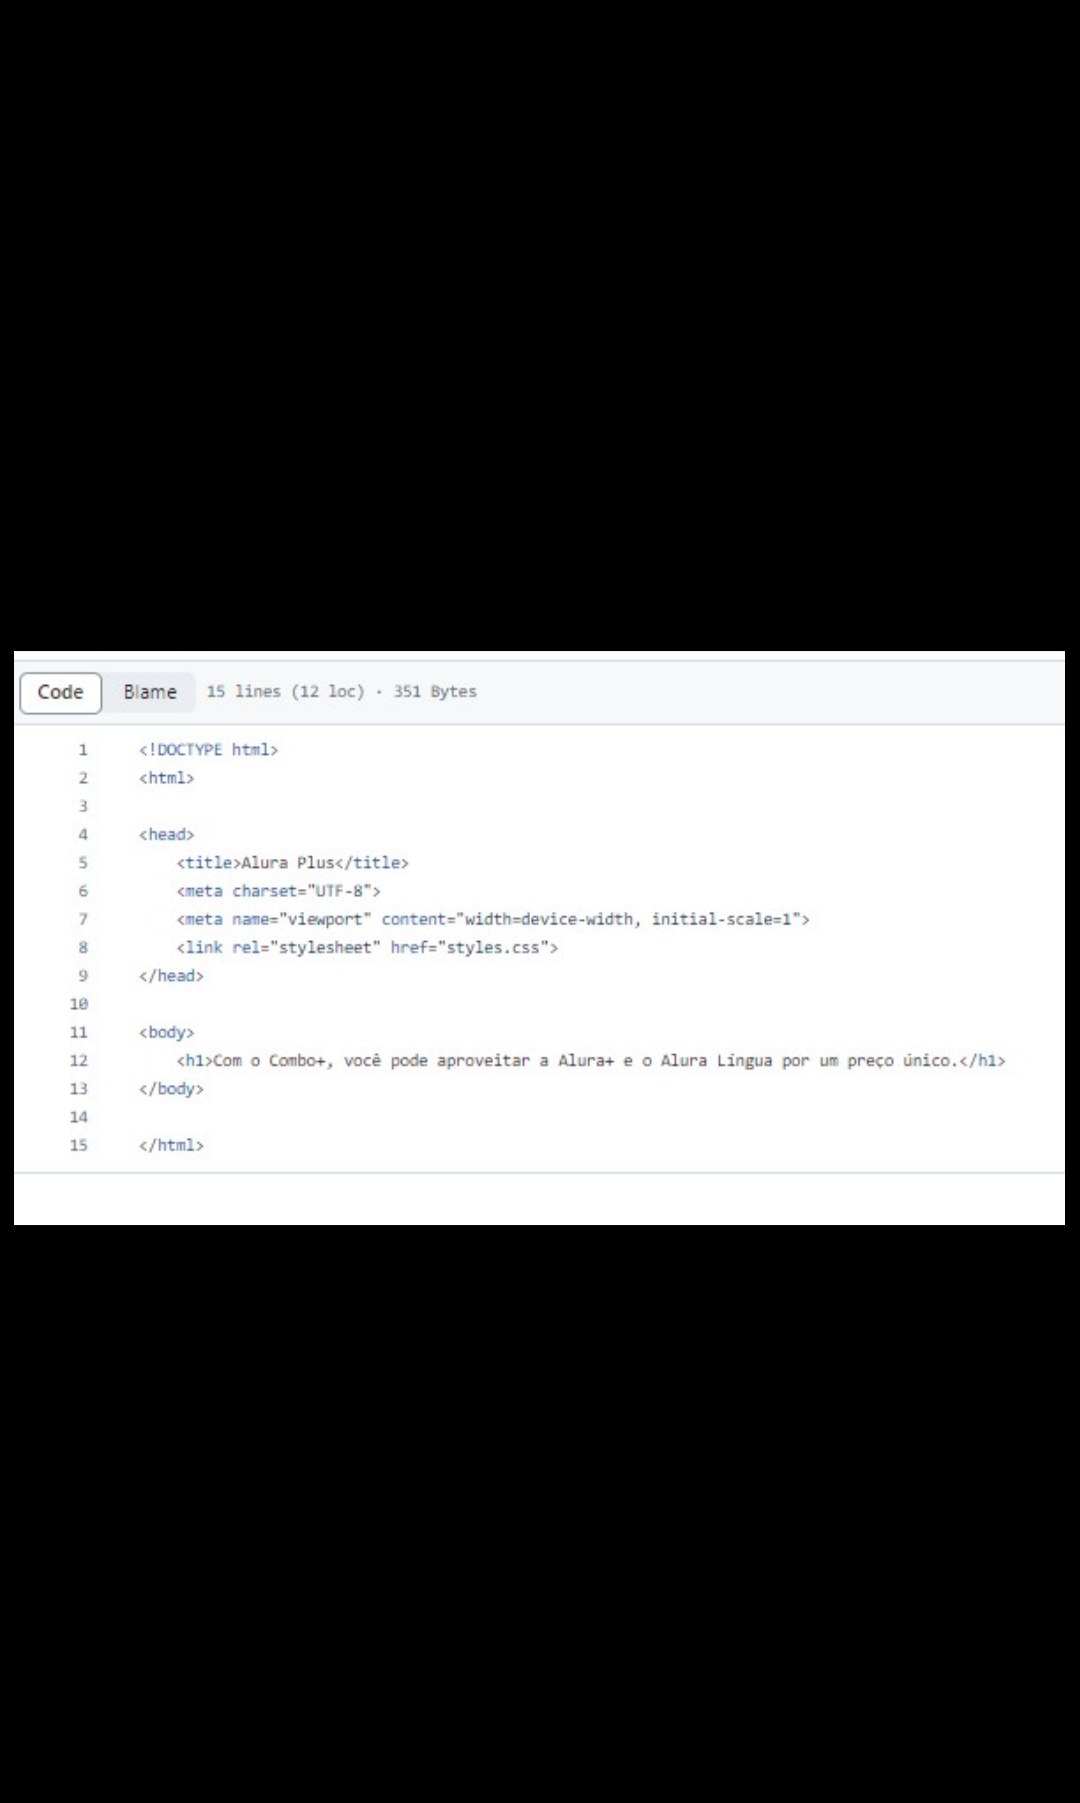 Code Blame 15 lines (12 loc) · 351 Bytes
1 <!DOCTYPE html>
2 <html>
3
4 <head>
5 <title>Alura Plus</title>
6 <meta charset="UTF-8">
7 <meta name="viewport" content="width=device-width, initial-scale=1">
8 <link rel="stylesheet" href="styles.css">
9 </head>
10
11 <body>
12 <h1>Com o Combo+, você pode aproveitar a Alura+ e o Alura Língua por um preço único.</h1>
13 </body>
14
15 </html>